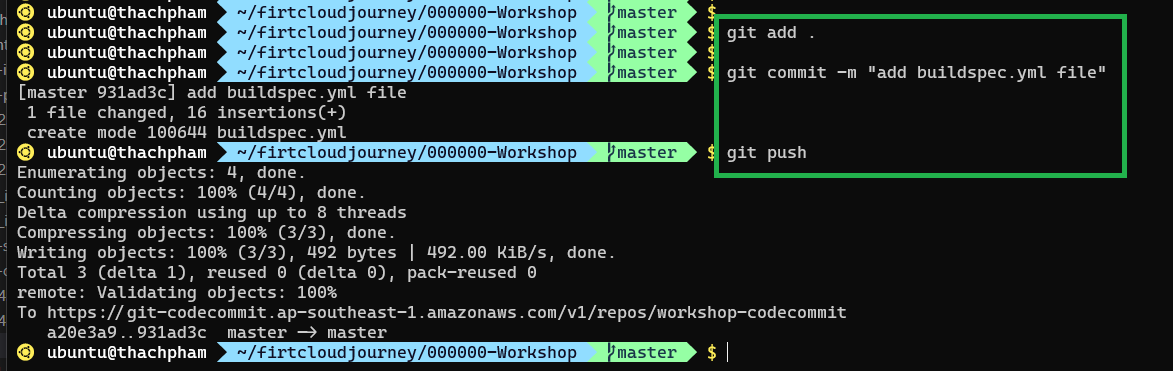 ubuntu@thachpham ~/firtcloudjourney/000000-Workshop master $
ubuntu@thachpham ~/firtcloudjourney/000000-Workshop master $ git add .
ubuntu@thachpham ~/firtcloudjourney/000000-Workshop master $
ubuntu@thachpham ~/firtcloudjourney/000000-Workshop master $ git commit -m "add buildspec.yml file"
[master 931ad3c] add buildspec.yml file
1 file changed, 16 insertions(+)
create mode 100644 buildspec.yml
ubuntu@thachpham ~/firtcloudjourney/000000-Workshop master $ git push
Enumerating objects: 4, done.
Counting objects: 100% (4/4), done.
Delta compression using up to 8 threads
Compressing objects: 100% (3/3), done.
Writing objects: 100% (3/3), 492 bytes | 492.00 KiB/s, done.
Total 3 (delta 1), reused 0 (delta 0), pack-reused 0
remote: Validating objects: 100%
To https://git-codecommit.ap-southeast-1.amazonaws.com/v1/repos/workshop-codecommit
a20e3a9..931ad3c master -> master
ubuntu@thachpham ~/firtcloudjourney/000000-Workshop master $